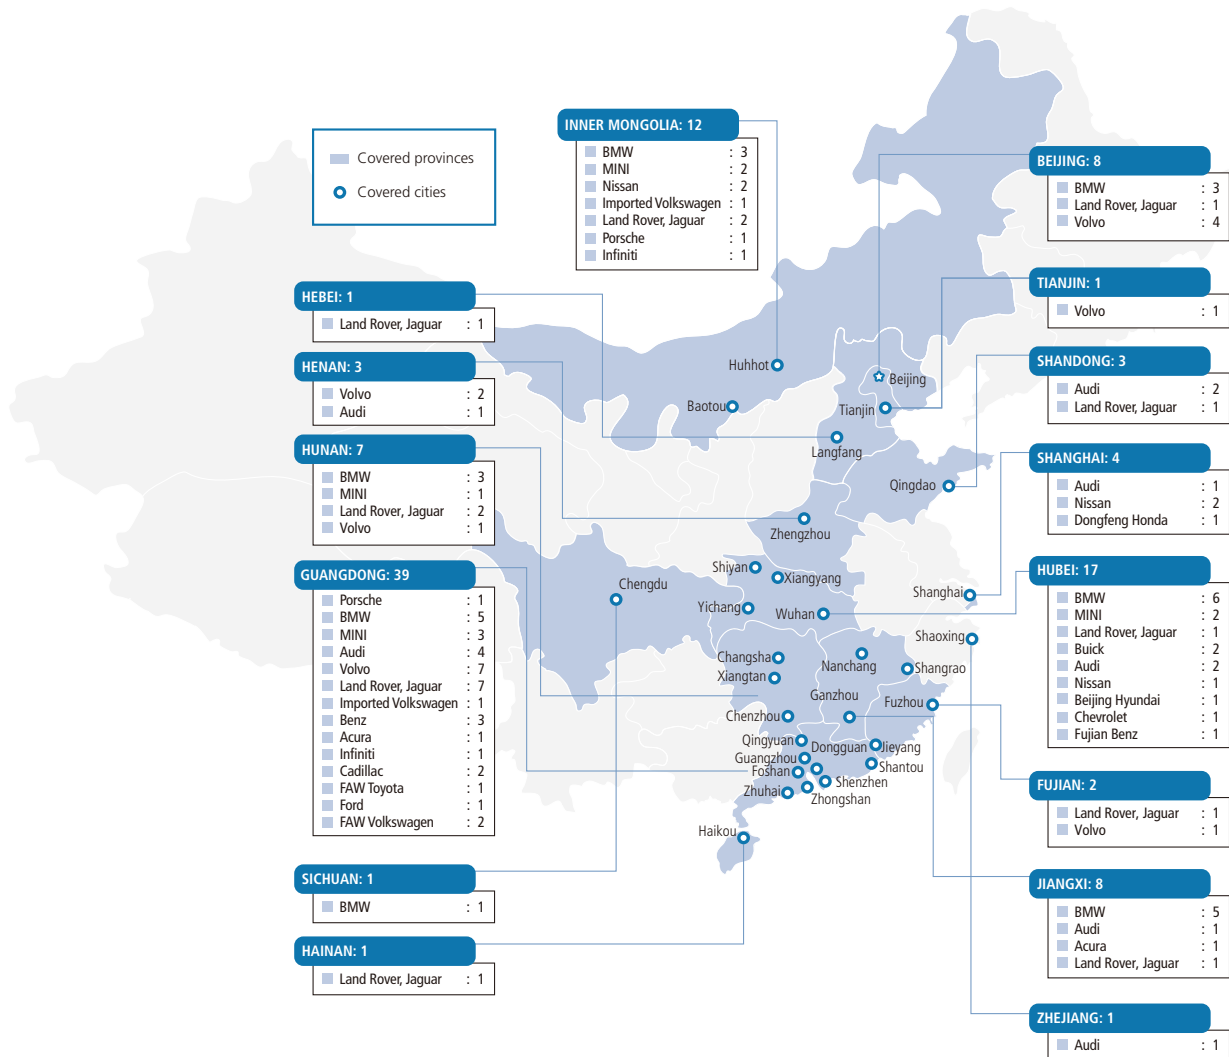 Covered provinces
Covered cities
INNER MONGOLIA: 12
BMW : 3
MINI : 2
Nissan : 2
Imported Volkswagen : 1
Land Rover, Jaguar : 2
Porsche : 1
Infiniti : 1
HEBEI: 1
Land Rover, Jaguar : 1
HENAN: 3
Volvo : 2
Audi : 1
HUNAN: 7
BMW : 3
MINI : 1
Land Rover, Jaguar : 2
Volvo : 1
GUANGDONG: 39
Porsche : 1
BMW : 5
MINI : 3
Audi : 4
Volvo : 7
Land Rover, Jaguar : 7
Imported Volkswagen : 1
Benz : 3
Acura : 1
Infiniti : 1
Cadillac : 2
FAW Toyota : 1
Ford : 1
FAW Volkswagen : 2
SICHUAN: 1
BMW : 1
HAINAN: 1
Land Rover, Jaguar : 1
Huhhot
Baotou
Beijing
Tianjin
Langfang
Qingdao
Zhengzhou
Shiyan
Xiangyang
Chengdu
Yichang
Wuhan
Shanghai
Shaoxing
Changsha
Nanchang
Shangrao
Xiangtan
Ganzhou
Fuzhou
Chenzhou
Qingyuan
Dongguan
Jieyang
Guangzhou
Shantou
Foshan
Shenzhen
Zhuhai
Zhongshan
Haikou
BEIJING: 8
BMW : 3
Land Rover, Jaguar : 1
Volvo : 4
TIANJIN: 1
Volvo : 1
SHANDONG: 3
Audi : 2
Land Rover, Jaguar : 1
SHANGHAI: 4
Audi : 1
Nissan : 2
Dongfeng Honda : 1
HUBEI: 17
BMW : 6
MINI : 2
Land Rover, Jaguar : 1
Buick : 2
Audi : 2
Nissan : 1
Beijing Hyundai : 1
Chevrolet : 1
Fujian Benz : 1
FUJIAN: 2
Land Rover, Jaguar : 1
Volvo : 1
JIANGXI: 8
BMW : 5
Audi : 1
Acura : 1
Land Rover, Jaguar : 1
ZHEJIANG: 1
Audi : 1